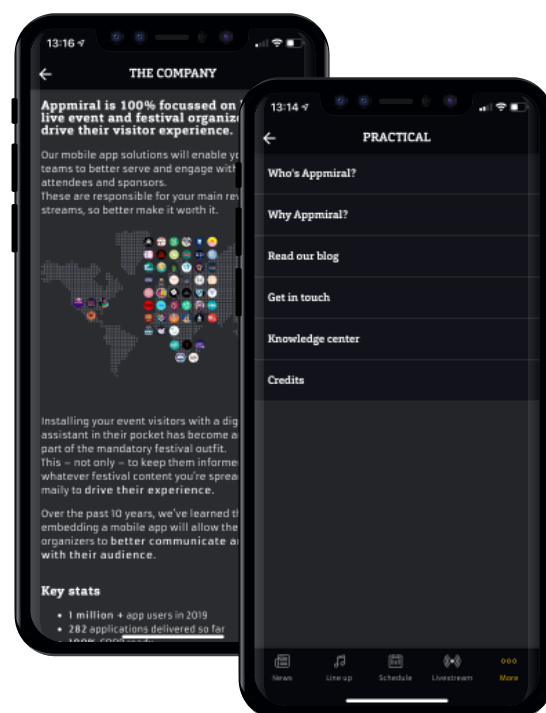 13:16
THE COMPANY
Appmiral is 100% focussed on
live event and festival organiz
drive their visitor experience.
Our mobile app solutions will enable y
teams to better serve and engage with
attendees and sponsors.
These are responsible for your main re
streams, so better make it worth it.
Installing your event visitors with a dig
assistant in their pocket has become a
part of the mandatory festival outfit.
This – not only – to keep them informe
whatever festival content you're sprea
maily to drive their experience.
Over the past 10 years, we've learned th
embedding a mobile app will allow the
organizers to better communicate a
with their audience.
Key stats
• 1 million + app users in 2019
• 282 applications delivered so far
13:14
PRACTICAL
Who's Appmiral?
Why Appmiral?
Read our blog
Get in touch
Knowledge center
Credits
News
Line up
Schedule
Livestream
More